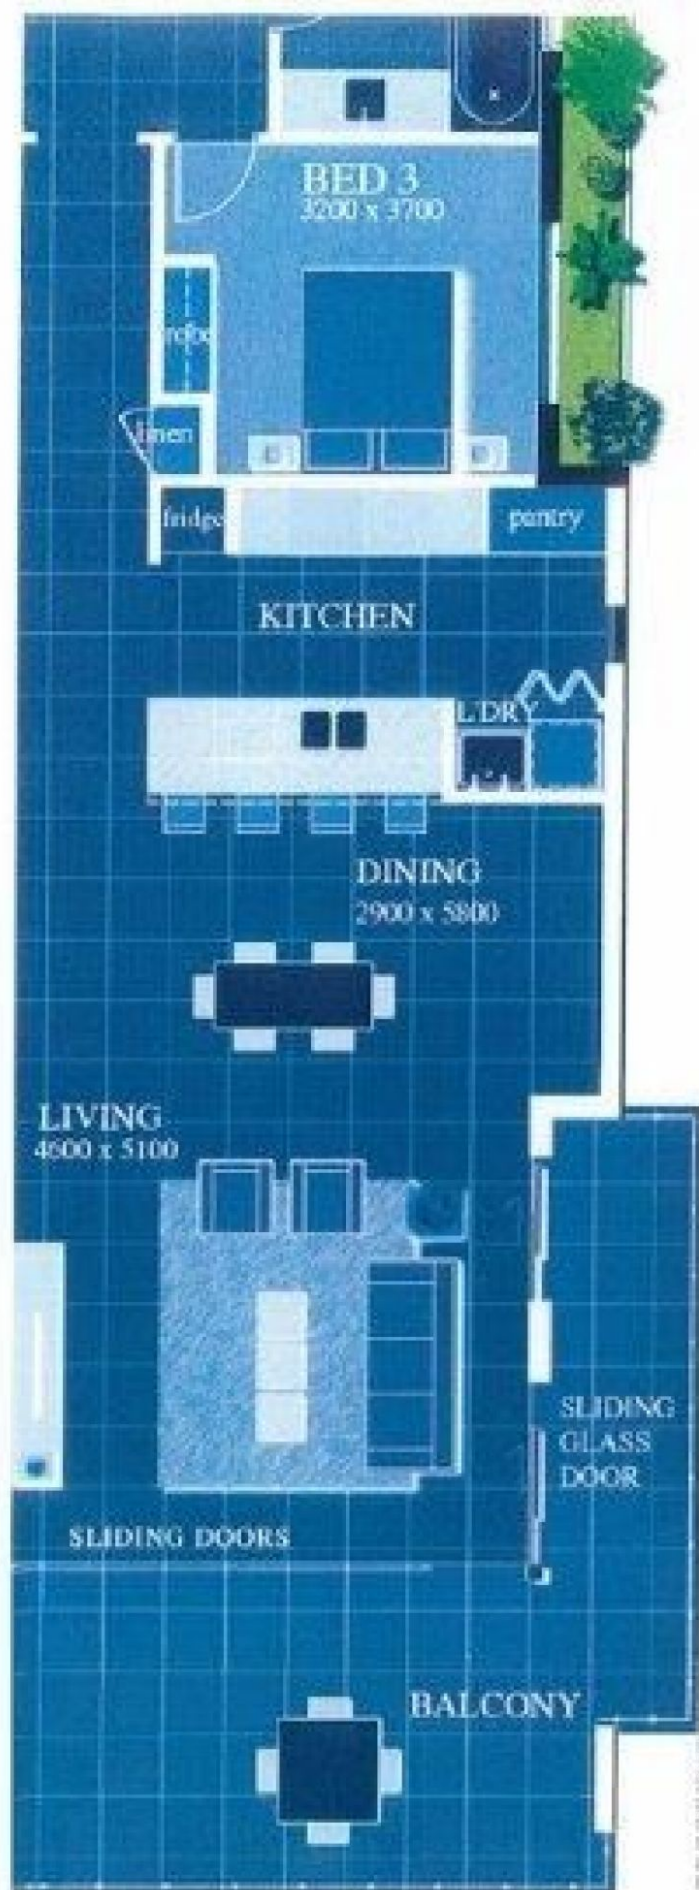 BED 3
3200 x 3700
robe
linen
fridge
pantry
KITCHEN
L'DRY
DINING
2900 x 5800
LIVING
4600 x 5100
SLIDING
GLASS
DOOR
SLIDING DOORS
BALCONY